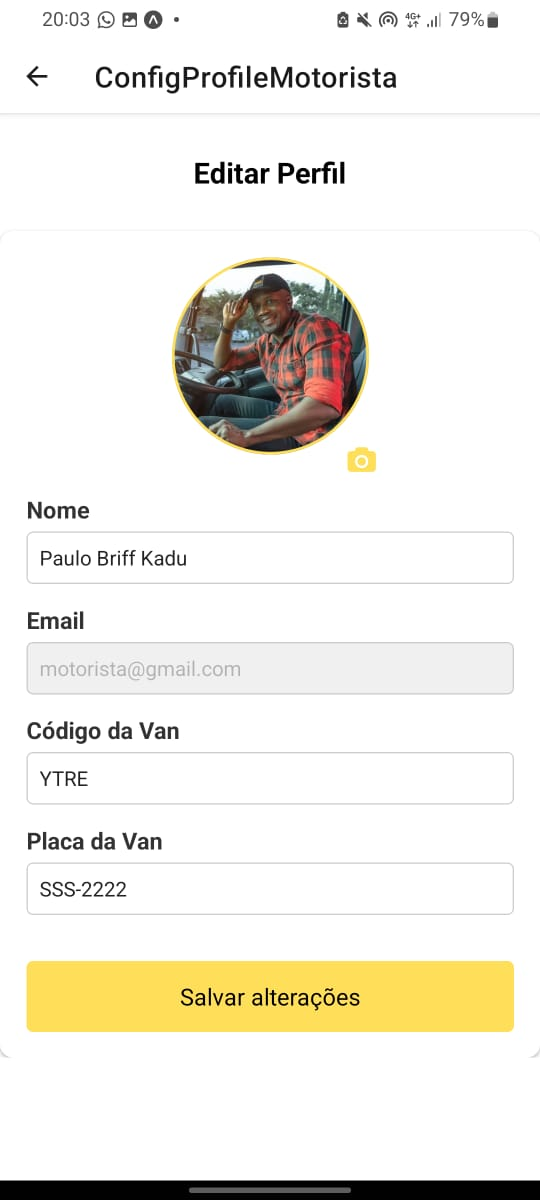 20:03
4G+
79%
ConfigProfileMotorista
Editar Perfil
Nome
Paulo Briff Kadu
Email
motorista@gmail.com
Código da Van
YTRE
Placa da Van
SSS-2222
Salvar alterações